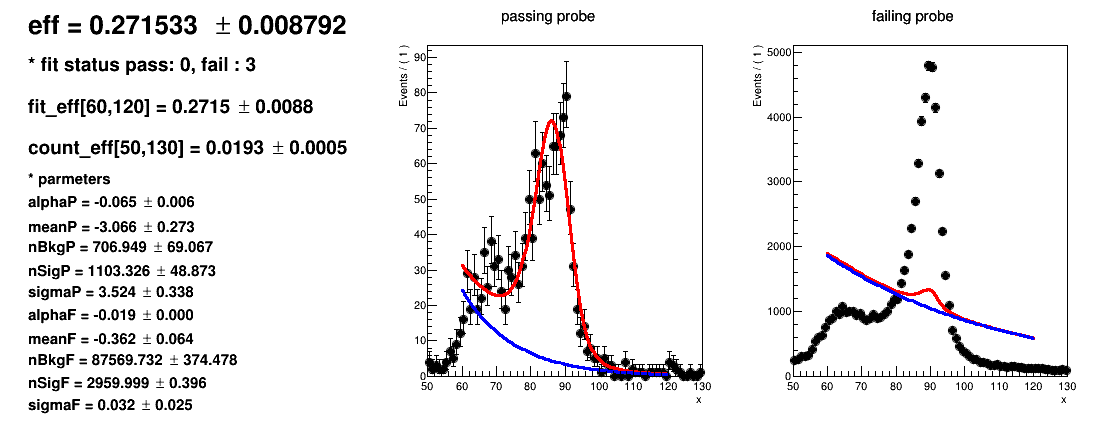 eff = 0.271533 ± 0.008792
* fit status pass: 0, fail : 3
fit_eff[60,120] = 0.2715 ± 0.0088
count_eff[50,130] = 0.0193 ± 0.0005
* parmeters
alphaP = -0.065 ± 0.006
meanP = -3.066 ± 0.273
nBkgP = 706.949 ± 69.067
nSigP = 1103.326 ± 48.873
sigmaP = 3.524 ± 0.338
alphaF = -0.019 ± 0.000
meanF = -0.362 ± 0.064
nBkgF = 87569.732 ± 374.478
nSigF = 2959.999 ± 0.396
sigmaF = 0.032 ± 0.025
passing probe
Events / ( 1 )
90
80
70
60
50
40
30
20
10
0
50 60 70 80 90 100 110 120 130
x
failing probe
Events / ( 1 )
5000
4000
3000
2000
1000
0
50 60 70 80 90 100 110 120 130
x